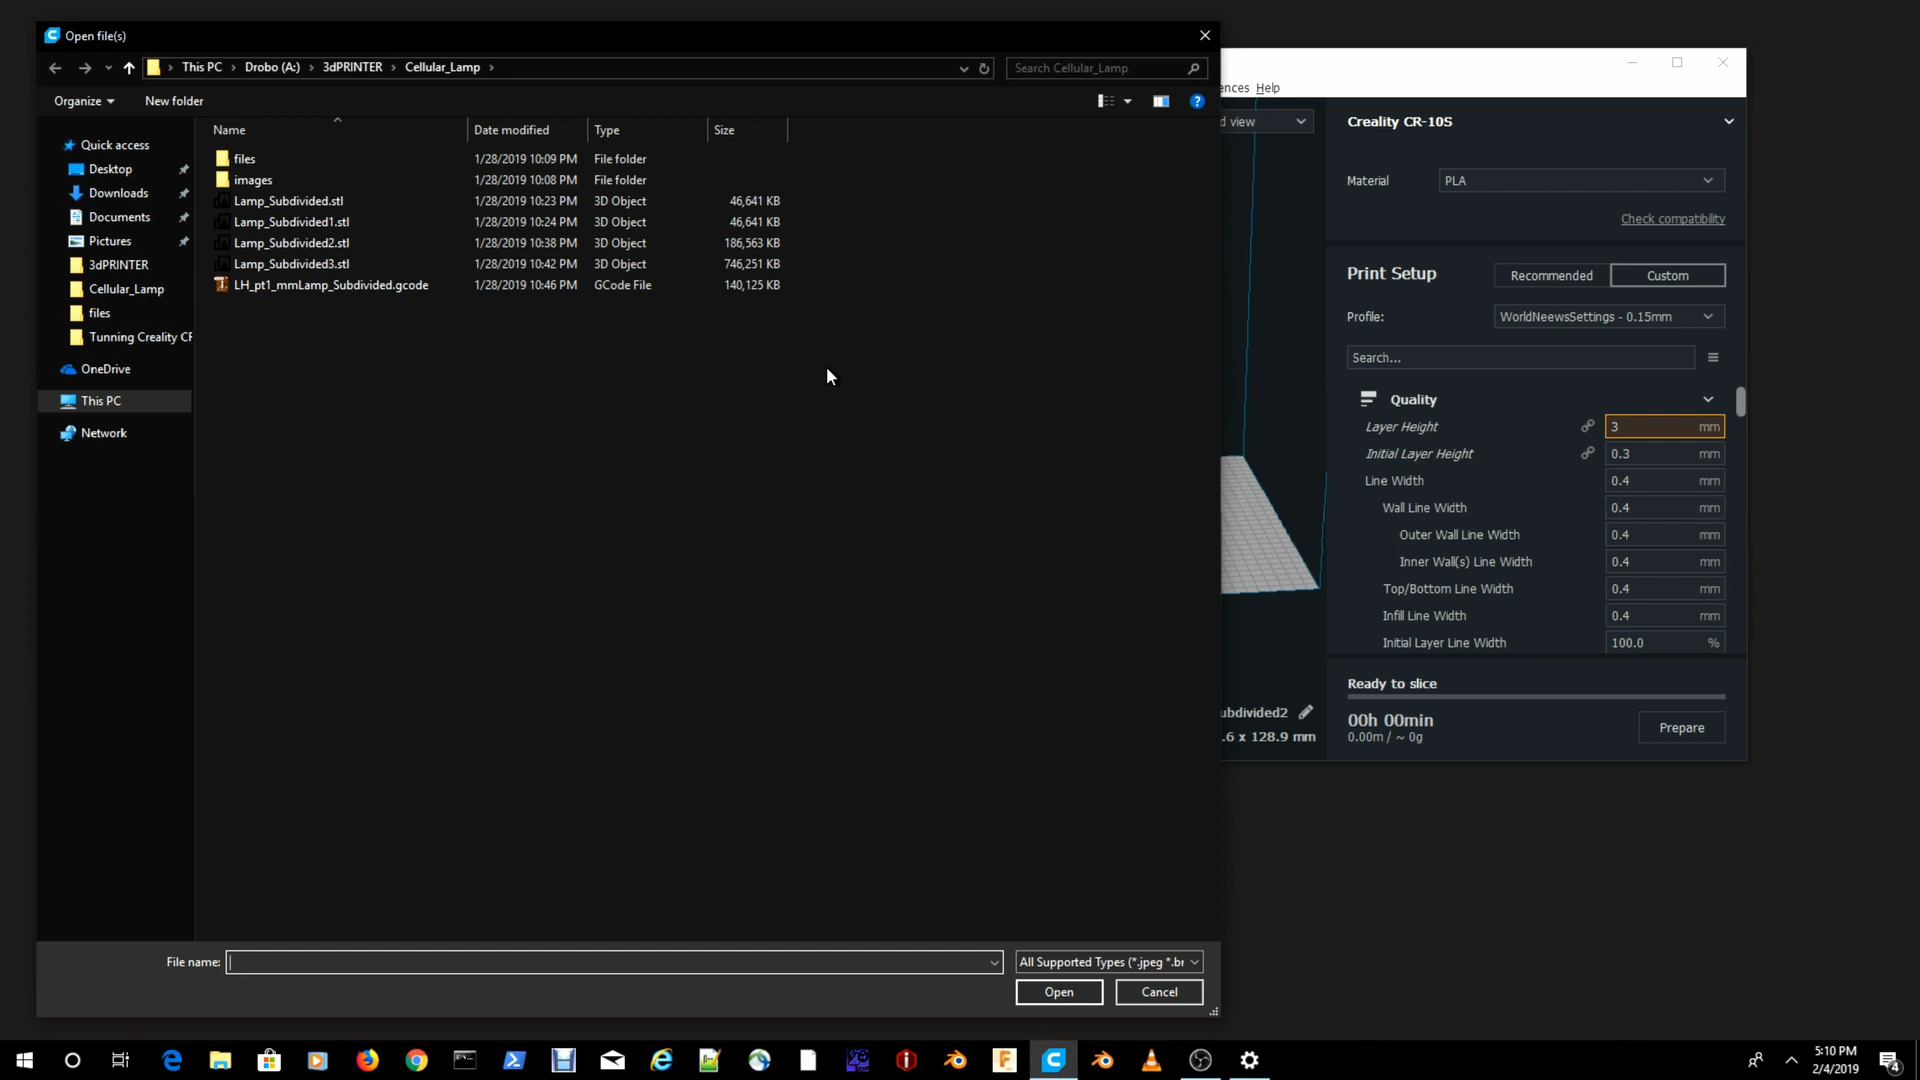 Open file(s)
This PC > Drobo (A:) > 3dPRINTER > Cellular_Lamp >
Search Cellular_Lamp
Organize
New folder
Name
Date modified
Type
Size
Quick access
Desktop
Downloads
Documents
Pictures
3dPRINTER
Cellular_Lamp
files
Tunning Creality CF
OneDrive
This PC
Network
files 1/28/2019 10:09 PM File folder
images 1/28/2019 10:08 PM File folder
Lamp_Subdivided.stl 1/28/2019 10:23 PM 3D Object 46,641 KB
Lamp_Subdivided1.stl 1/28/2019 10:24 PM 3D Object 46,641 KB
Lamp_Subdivided2.stl 1/28/2019 10:38 PM 3D Object 186,563 KB
Lamp_Subdivided3.stl 1/28/2019 10:42 PM 3D Object 746,251 KB
LH_pt1_mmLamp_Subdivided.gcode 1/28/2019 10:46 PM GCode File 140,125 KB
File name:
All Supported Types (*.jpeg *.br
Open
Cancel
ences Help
d view
Creality CR-10S
Material PLA
Check compatibility
Print Setup
Recommended
Custom
Profile: WorldNeewsSettings - 0.15mm
Search...
Quality
Layer Height 3 mm
Initial Layer Height 0.3 mm
Line Width 0.4 mm
Wall Line Width 0.4 mm
Outer Wall Line Width 0.4 mm
Inner Wall(s) Line Width 0.4 mm
Top/Bottom Line Width 0.4 mm
Infill Line Width 0.4 mm
Initial Layer Line Width 100.0 %
ubdivided2
.6 x 128.9 mm
Ready to slice
00h 00min
0.00m / ~ 0g
Prepare
5:10 PM
2/4/2019
4